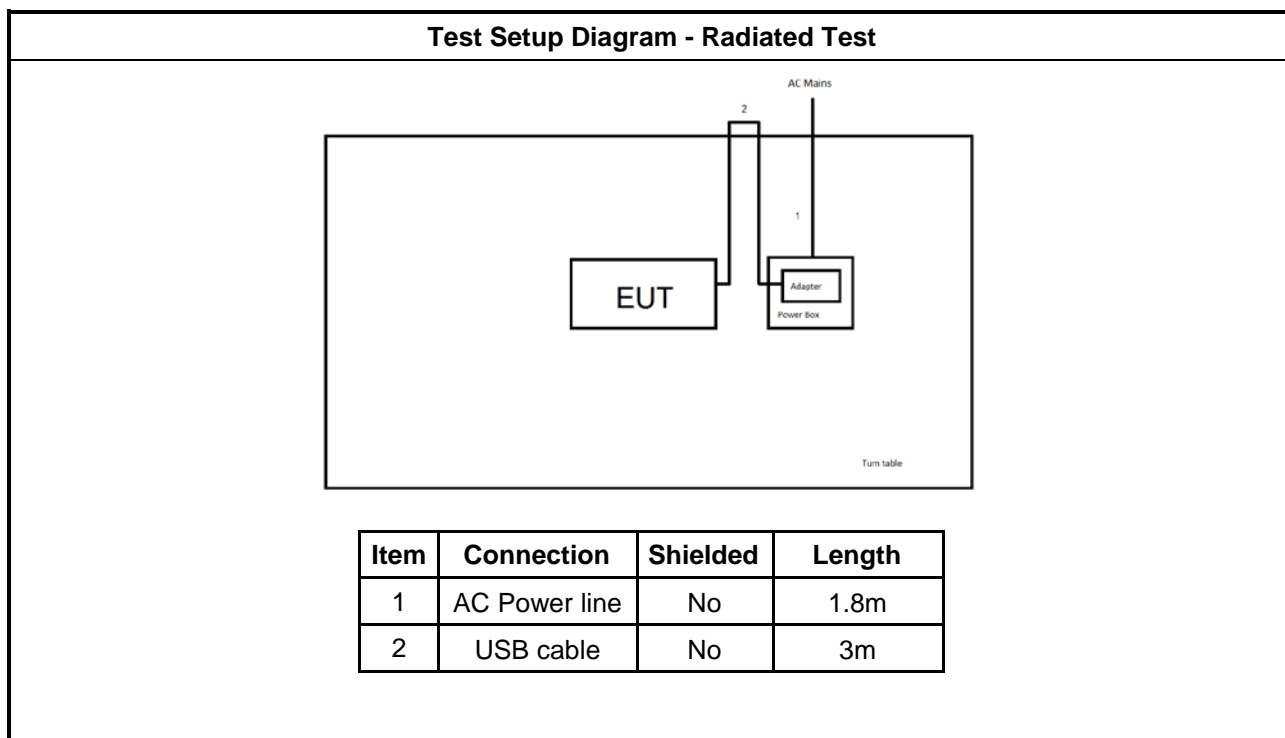 Test Setup Diagram - Radiated Test
AC Mains
2
1
EUT
Adapter
Power Box
Turn table
Item Connection Shielded Length
1 AC Power line No 1.8m
2 USB cable No 3m